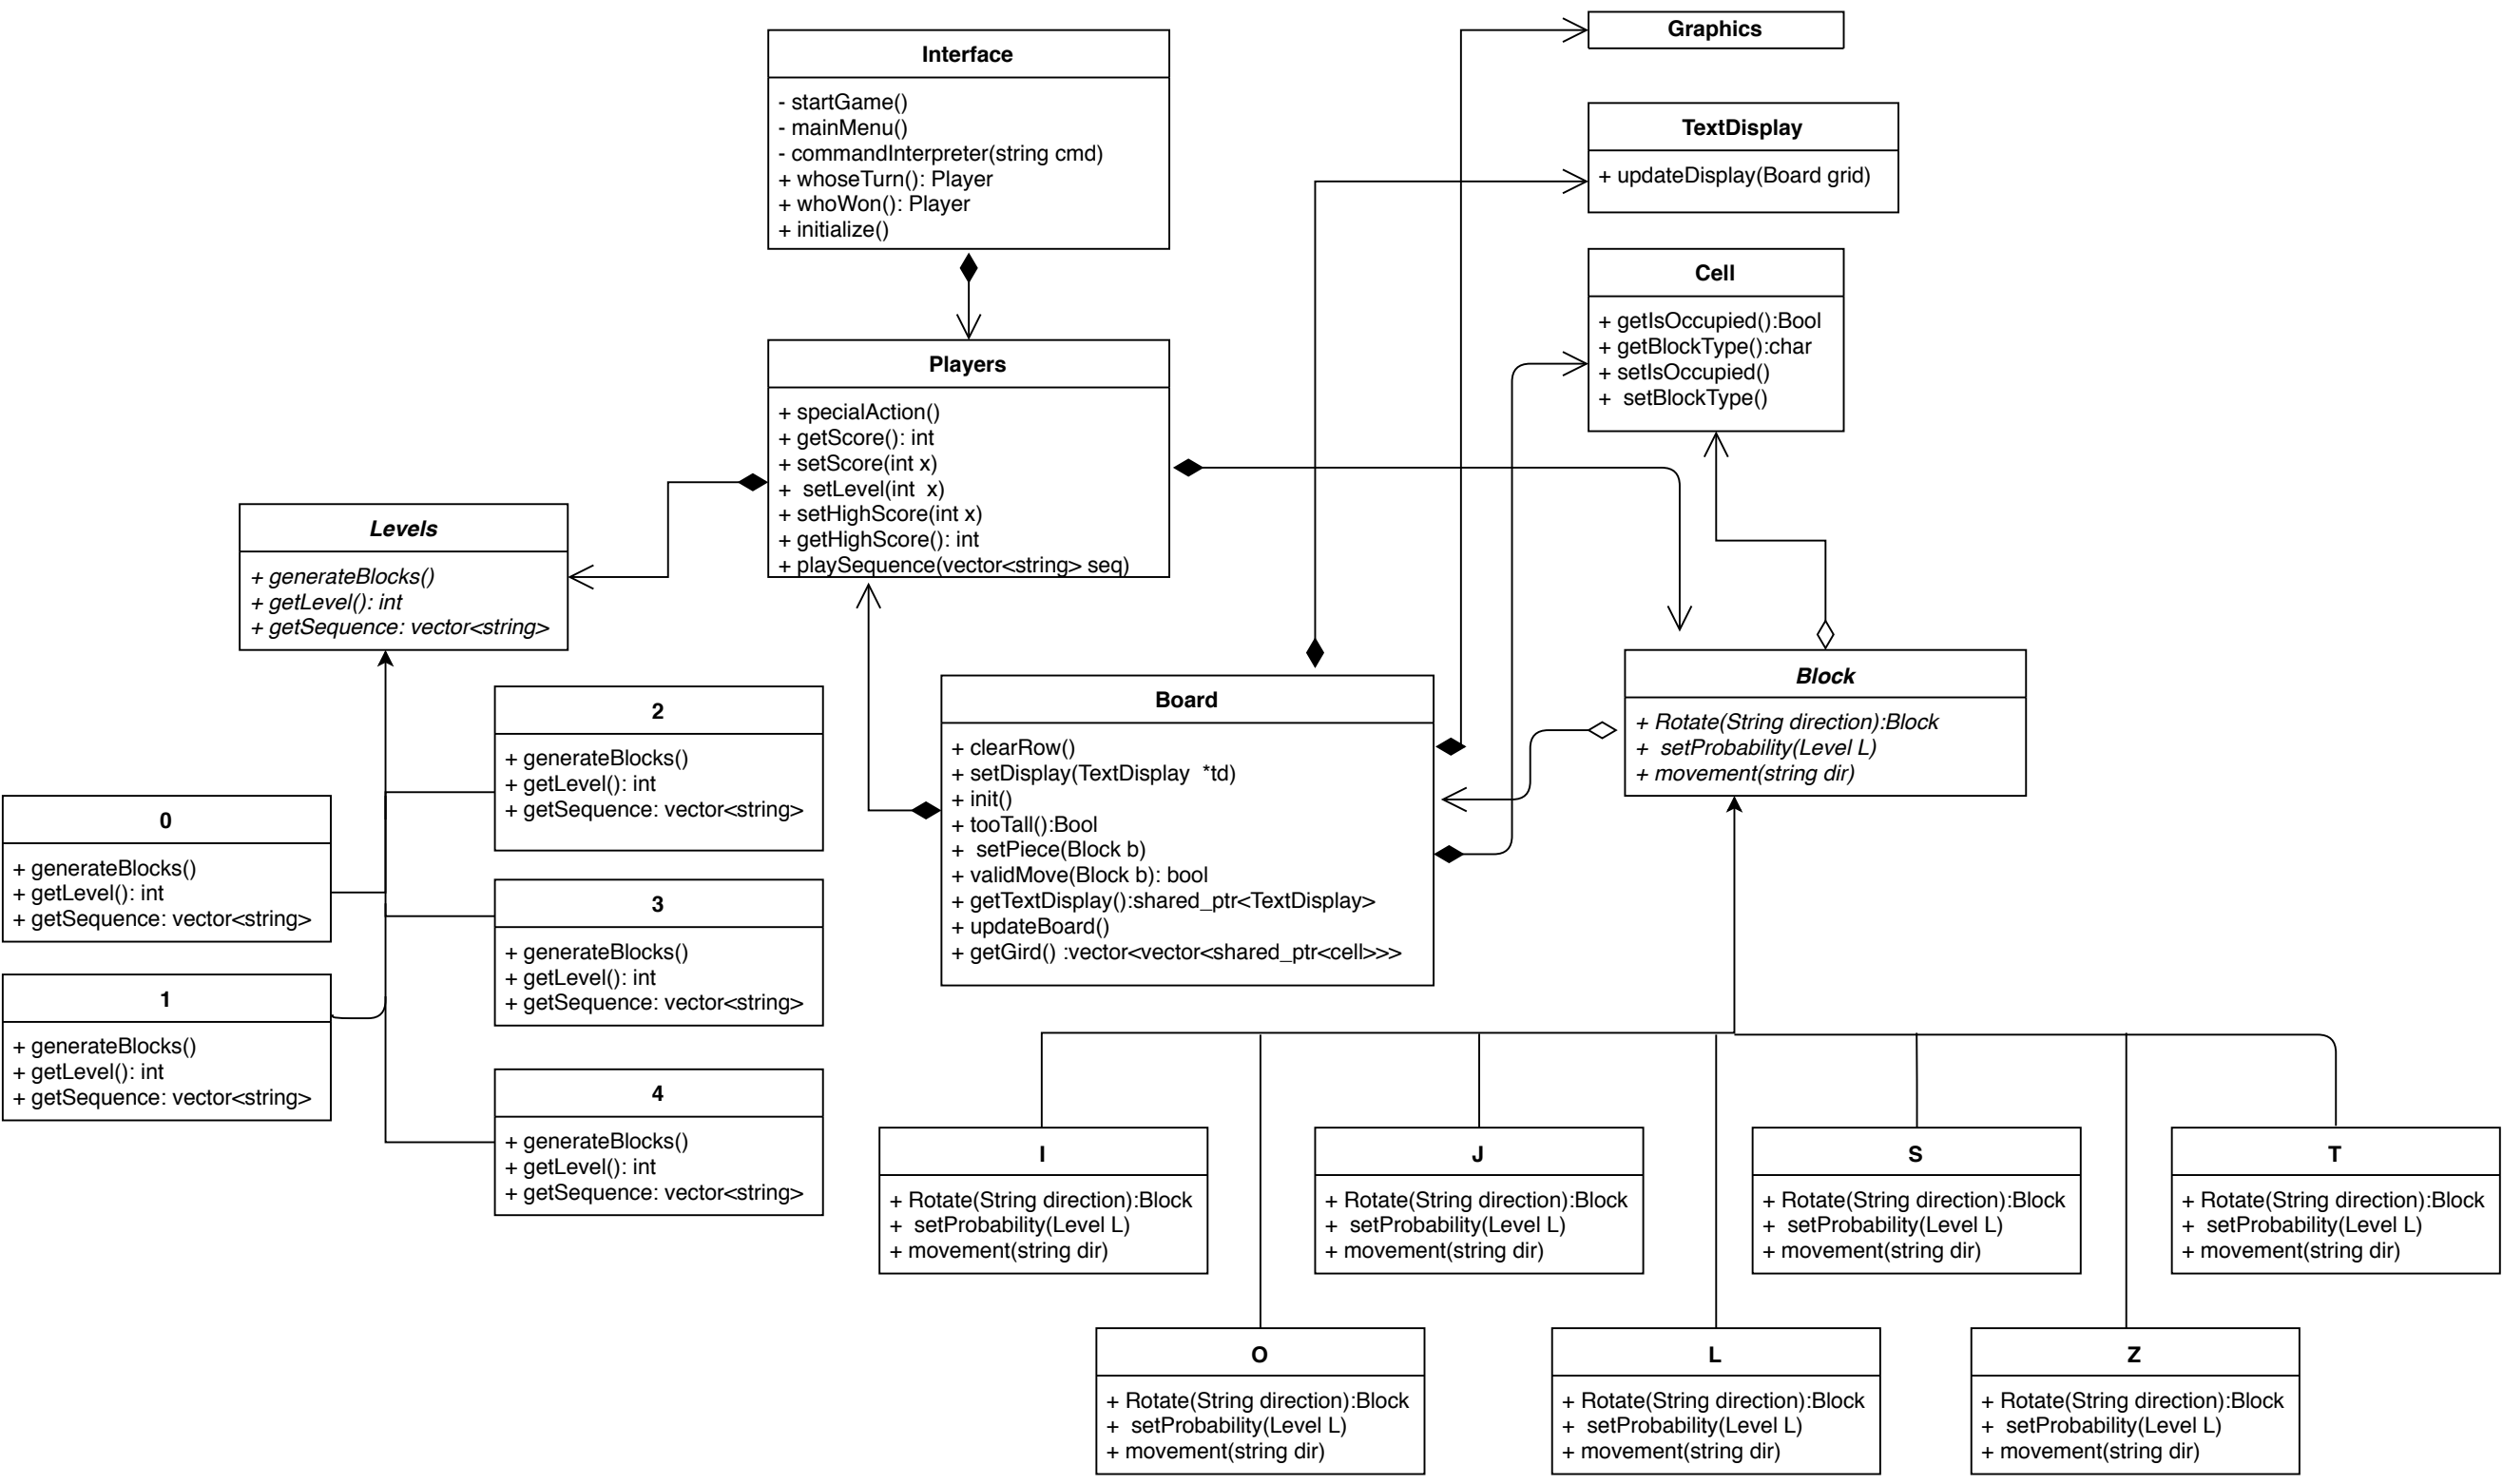 Graphics
Interface
- startGame()
- mainMenu()
- commandInterpreter(string cmd)
+ whoseTurn(): Player
+ whoWon(): Player
+ initialize()
TextDisplay
+ updateDisplay(Board grid)
Cell
+ getIsOccupied():Bool
+ getBlockType():char
+ setIsOccupied()
+  setBlockType()
Players
+ specialAction()
+ getScore(): int
+ setScore(int x)
+  setLevel(int  x)
+ setHighScore(int x)
+ getHighScore(): int
+ playSequence(vector<string> seq)
Levels
+ generateBlocks()
+ getLevel(): int
+ getSequence: vector<string>
Block
+ Rotate(String direction):Block
+  setProbability(Level L)
+ movement(string dir)
Board
+ clearRow()
+ setDisplay(TextDisplay  *td)
+ init()
+ tooTall():Bool
+  setPiece(Block b)
+ validMove(Block b): bool
+ getTextDisplay():shared_ptr<TextDisplay>
+ updateBoard()
+ getGird() :vector<vector<shared_ptr<cell>>>
2
+ generateBlocks()
+ getLevel(): int
+ getSequence: vector<string>
0
+ generateBlocks()
+ getLevel(): int
+ getSequence: vector<string>
3
+ generateBlocks()
+ getLevel(): int
+ getSequence: vector<string>
1
+ generateBlocks()
+ getLevel(): int
+ getSequence: vector<string>
4
+ generateBlocks()
+ getLevel(): int
+ getSequence: vector<string>
I
+ Rotate(String direction):Block
+  setProbability(Level L)
+ movement(string dir)
J
+ Rotate(String direction):Block
+  setProbability(Level L)
+ movement(string dir)
S
+ Rotate(String direction):Block
+  setProbability(Level L)
+ movement(string dir)
T
+ Rotate(String direction):Block
+  setProbability(Level L)
+ movement(string dir)
O
+ Rotate(String direction):Block
+  setProbability(Level L)
+ movement(string dir)
L
+ Rotate(String direction):Block
+  setProbability(Level L)
+ movement(string dir)
Z
+ Rotate(String direction):Block
+  setProbability(Level L)
+ movement(string dir)